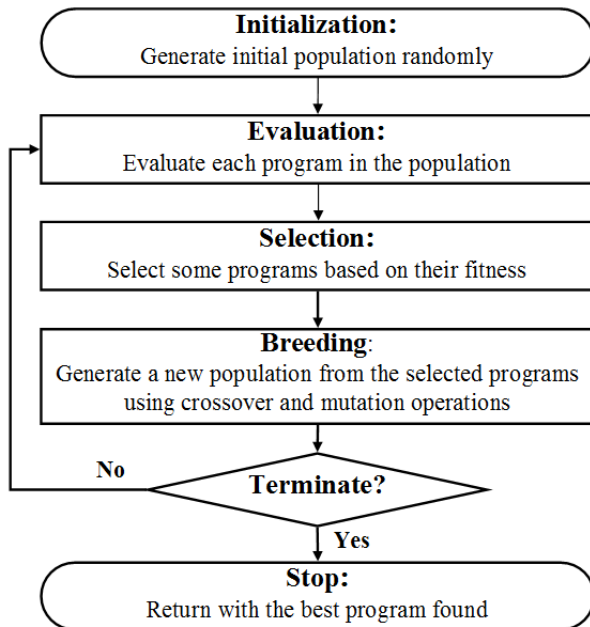 Initialization:
Generate initial population randomly
Evaluation:
Evaluate each program in the population
Selection:
Select some programs based on their fitness
Breeding:
Generate a new population from the selected programs
using crossover and mutation operations
No
Terminate?
Yes
Stop:
Return with the best program found